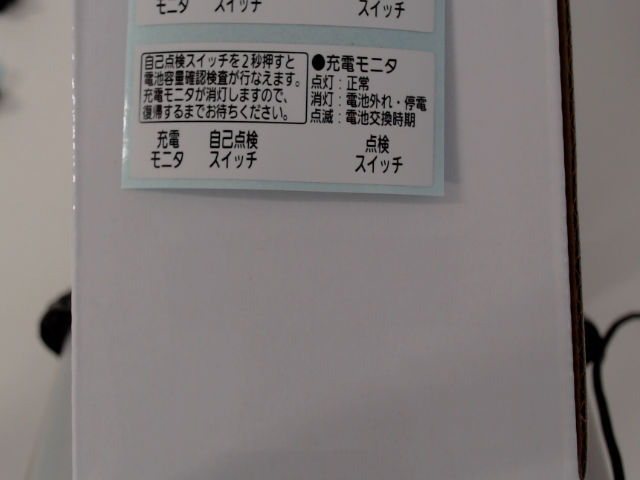 モニタ スイッチ スイッチ
自己点検スイッチを2秒押すと
電池容量確認検査が行なえます。
充電モニタが消灯しますので、
復帰するまでお待ちください。
●充電モニタ
点灯:正常
消灯:電池外れ・停電
点滅:電池交換時期
充電 自己点検 点検
モニタ スイッチ スイッチ